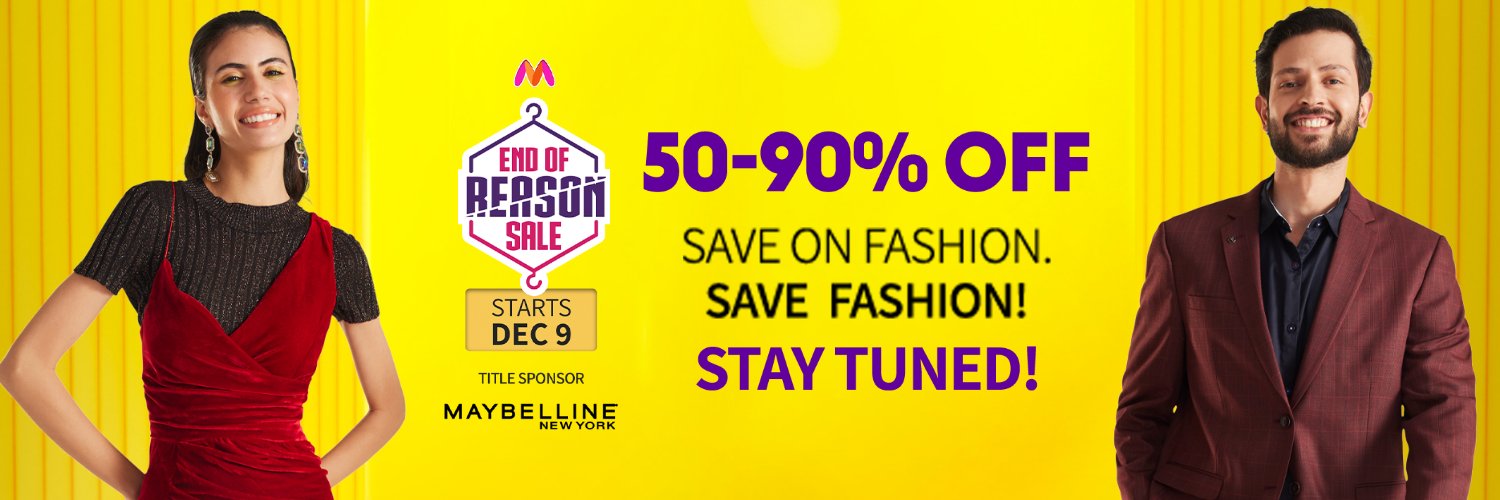 END OF
REASON
SALE
STARTS
DEC 9
TITLE SPONSOR
MAYBELLINE
NEW YORK
50-90% OFF
SAVE ON FASHION.
SAVE FASHION!
STAY TUNED!